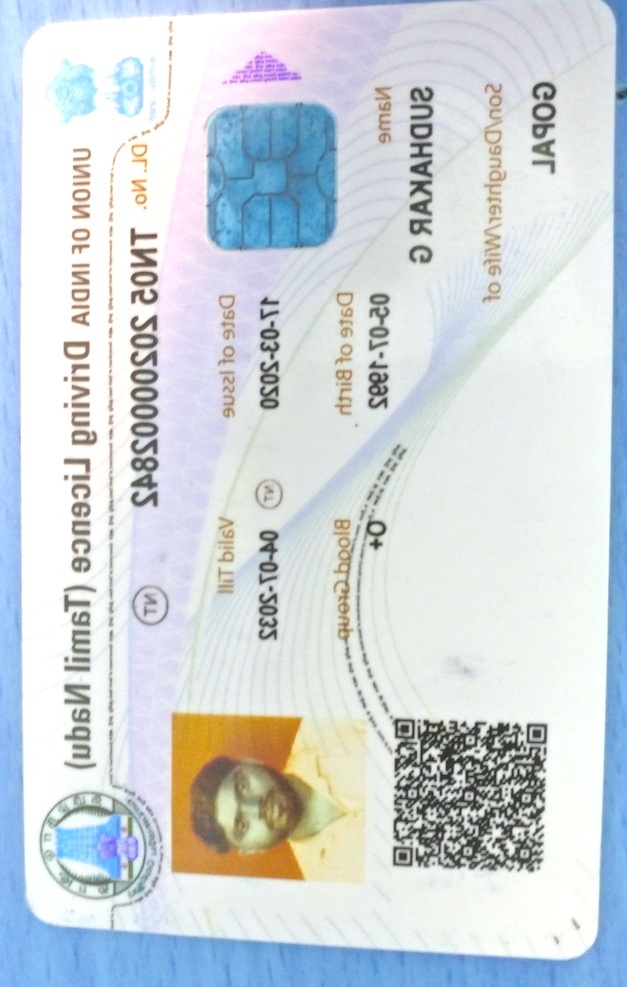 UNION OF INDIA Driving Licence (Tamil Nadu)
DL. No. TN05 20200002842 (NT)
Date of Issue Valid Till
17-03-2020 (NT) 04-07-2032
Date of Birth Blood Group
05-07-1992 O+
Name
SUDHAKAR G
Son/Daughter/Wife of
GOPAL